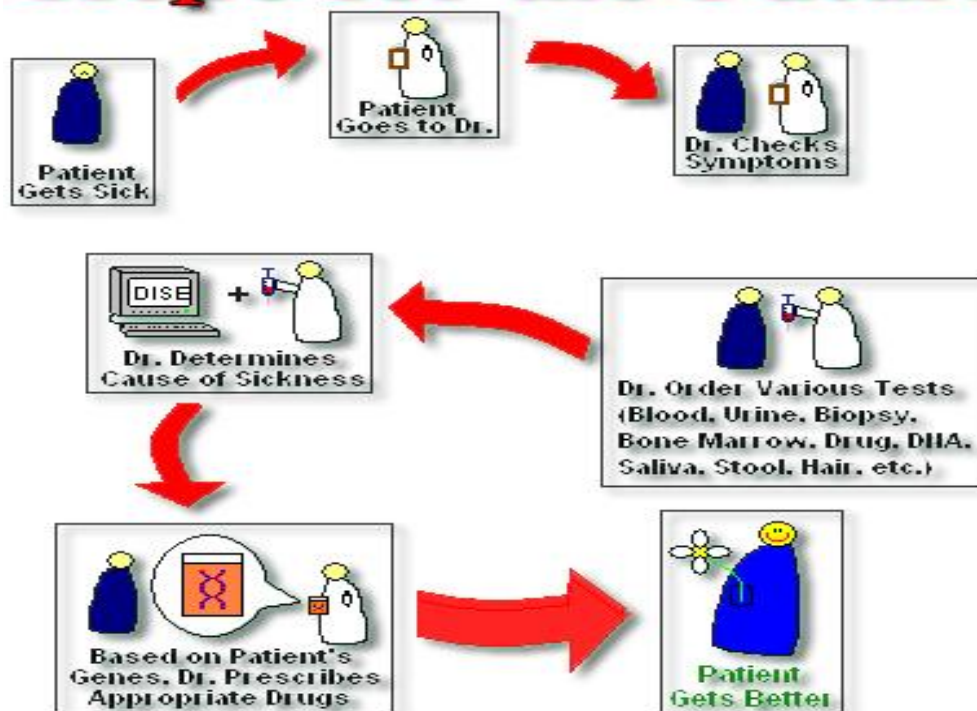 Patient
Gets Sick
Patient
Goes to Dr.
Dr. Checks
Symptoms
Dr. Order Various Tests
(Blood, Urine, Biopsy,
Bone Marrow, Drug, DNA,
Saliva, Stool, Hair, etc.)
DISE
+
Dr. Determines
Cause of Sickness
Based on Patient's
Genes, Dr. Prescribes
Appropriate Drugs
Patient
Gets Better